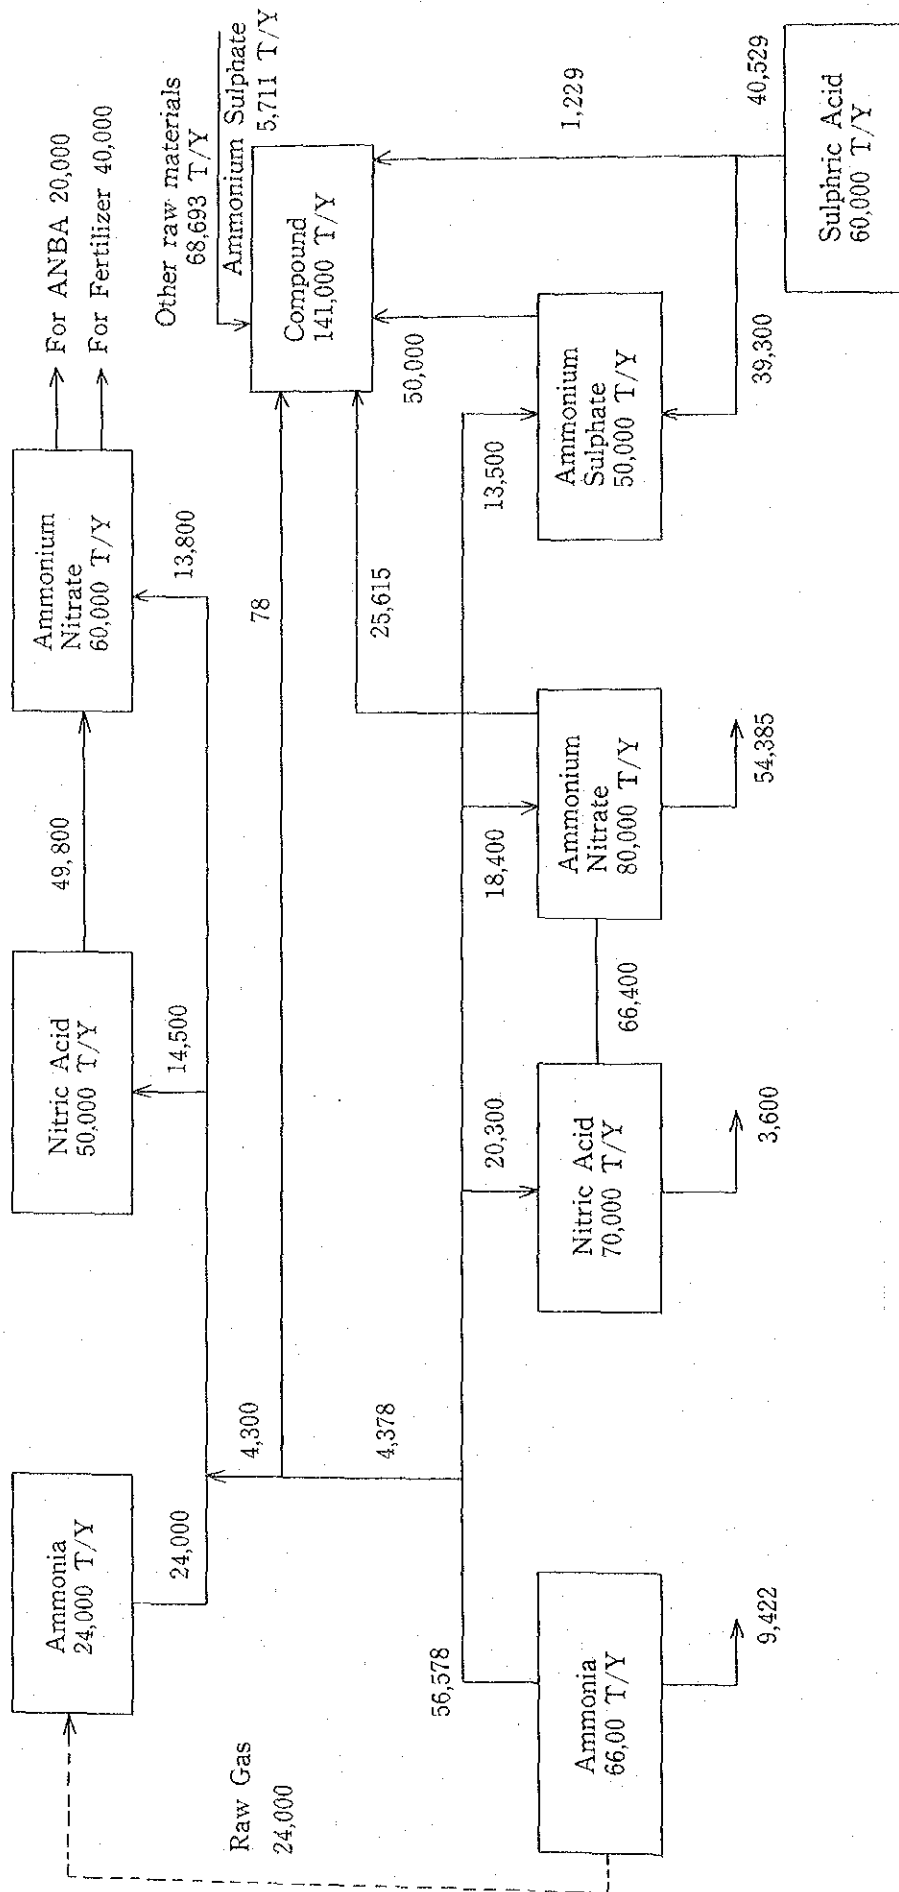 Ammonia
24,000 T/Y
24,000
Nitric Acid
50,000 T/Y
14,500
49,800
Ammonium
Nitrate
60,000 T/Y
13,800
For ANBA 20,000
For Fertilizer 40,000
Raw Gas
24,000
4,300
78
Other raw materials
68,693 T/Y
Ammonium Sulphate
5,711 T/Y
Compound
141,000 T/Y
4,378
25,615
50,000
1,229
56,578
20,300
18,400
13,500
Ammonia
66,00 T/Y
9,422
Nitric Acid
70,000 T/Y
3,600
66,400
Ammonium
Nitrate
80,000 T/Y
54,385
Ammonium
Sulphate
50,000 T/Y
39,300
40,529
Sulphric Acid
60,000 T/Y